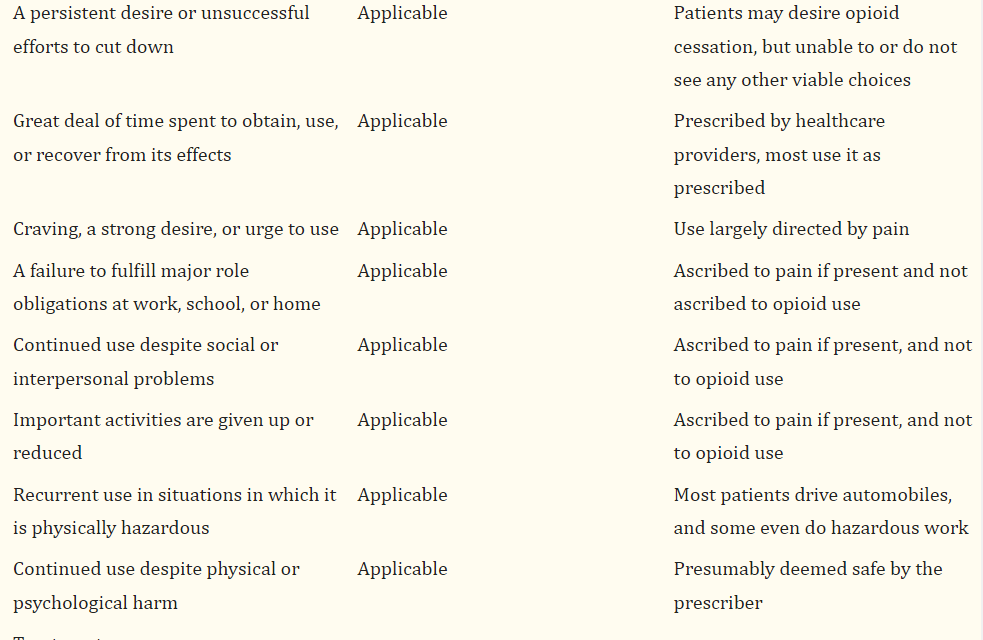 A persistent desire or unsuccessful Applicable Patients may desire opioid
efforts to cut down cessation, but unable to or do not
see any other viable choices
Great deal of time spent to obtain, use, Applicable Prescribed by healthcare
or recover from its effects providers, most use it as
prescribed
Craving, a strong desire, or urge to use Applicable Use largely directed by pain
A failure to fulfill major role Applicable Ascribed to pain if present and not
obligations at work, school, or home ascribed to opioid use
Continued use despite social or Applicable Ascribed to pain if present, and not
interpersonal problems to opioid use
Important activities are given up or Applicable Ascribed to pain if present, and not
reduced to opioid use
Recurrent use in situations in which it Applicable Most patients drive automobiles,
is physically hazardous and some even do hazardous work
Continued use despite physical or Applicable Presumably deemed safe by the
psychological harm prescriber